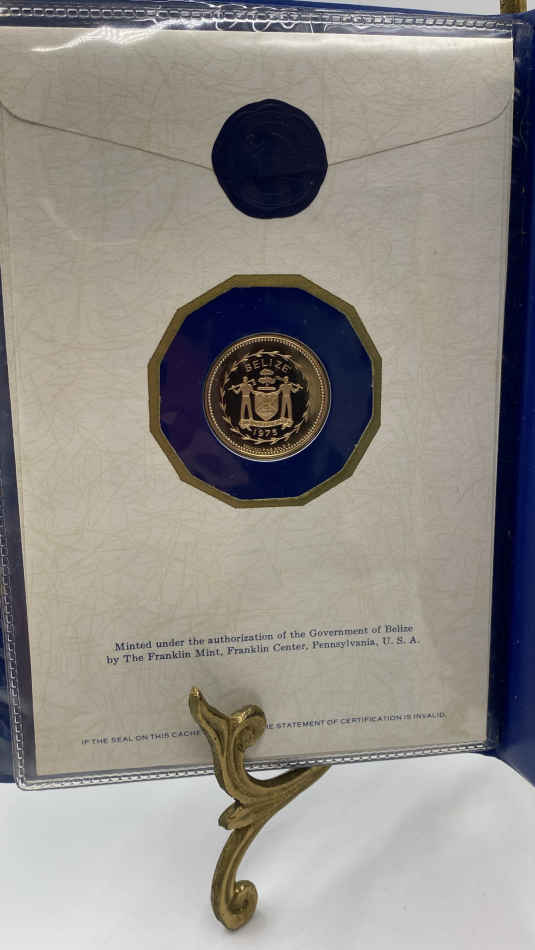 BELIZE
1975
Minted under the authorization of the Government of Belize
by The Franklin Mint, Franklin Center, Pennsylvania, U. S. A.
IF THE SEAL ON THIS CACHE THE STATEMENT OF CERTIFICATION IS INVALID.